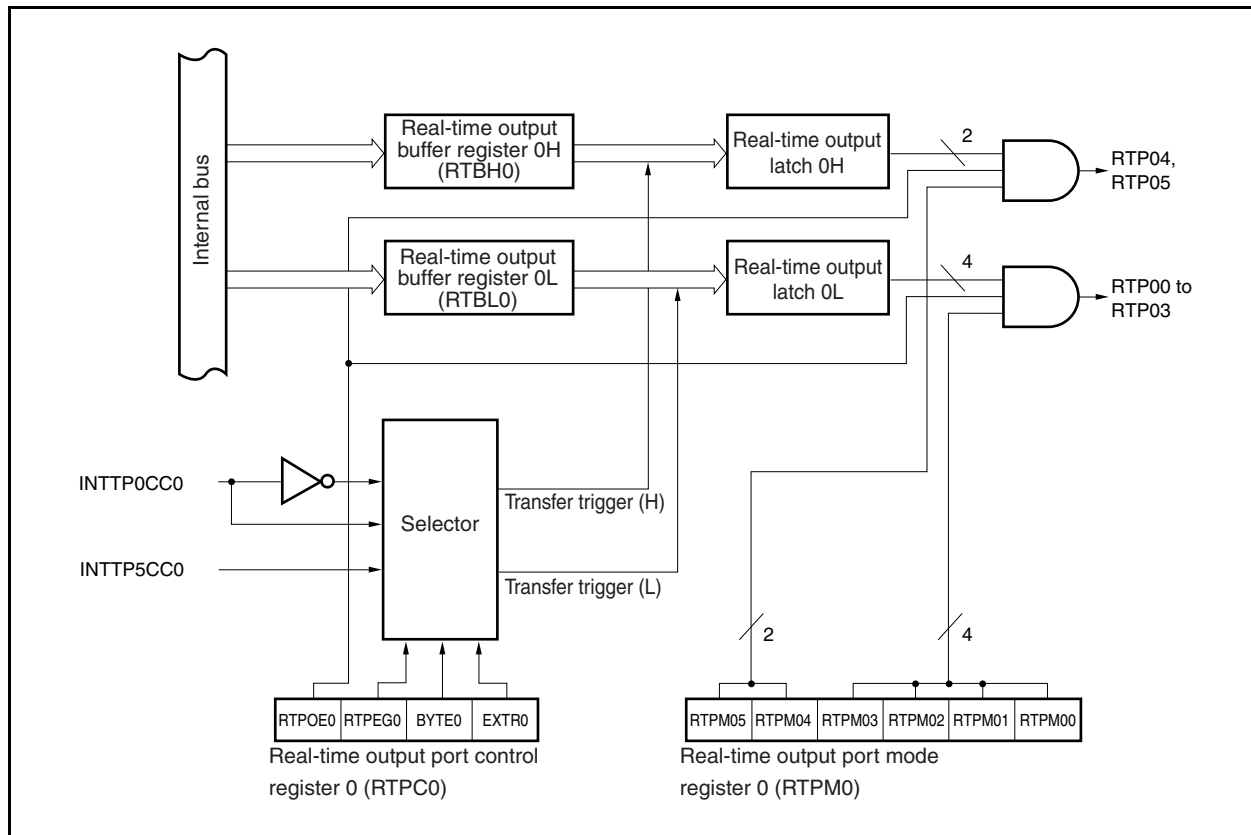 Internal bus
Real-time output
buffer register 0H
(RTBH0)
Real-time output
latch 0H
2
RTP04,
RTP05
Real-time output
buffer register 0L
(RTBL0)
Real-time output
latch 0L
4
RTP00 to
RTP03
INTTP0CC0
INTTP5CC0
Selector
Transfer trigger (H)
Transfer trigger (L)
2
4
RTPOE0 RTPEG0 BYTE0 EXTR0
Real-time output port control
register 0 (RTPC0)
RTPM05 RTPM04 RTPM03 RTPM02 RTPM01 RTPM00
Real-time output port mode
register 0 (RTPM0)